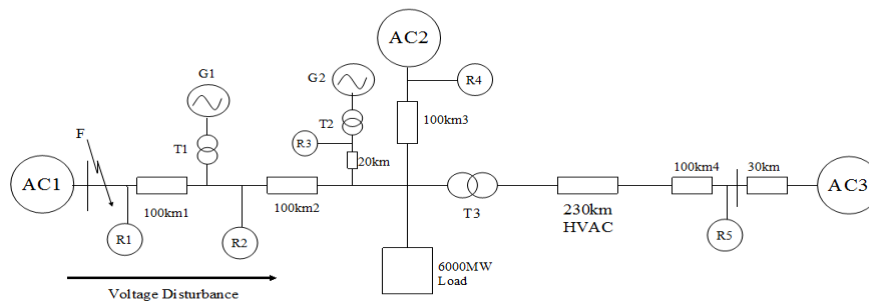 AC2
G1
G2
R4
F
T1
T2
R3
100km3
20km
100km4
30km
AC1
AC3
100km1
100km2
T3
230km
HVAC
R1
R2
R5
6000MW
Load
Voltage Disturbance